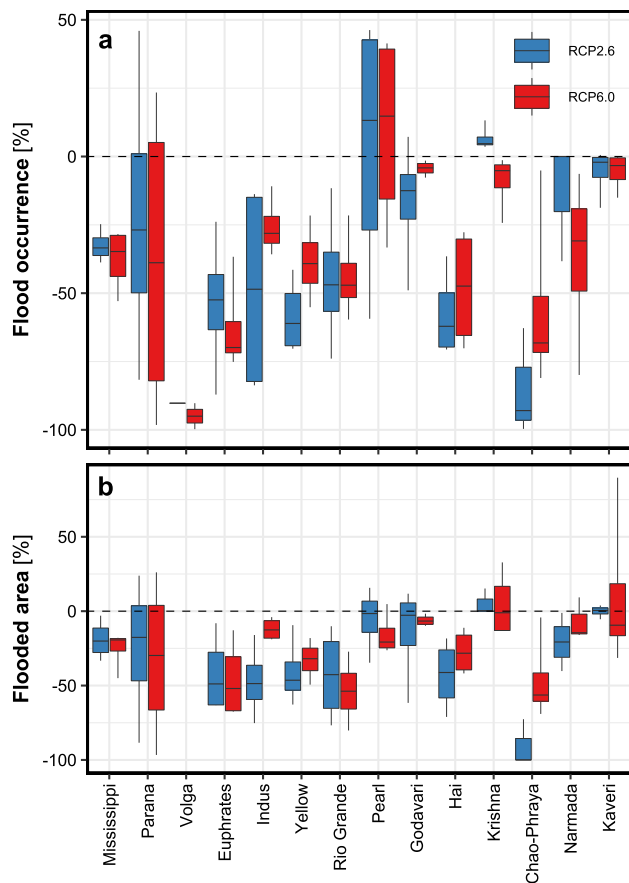 a
50
0
-50
-100
Flood occurrence [%]
RCP2.6
RCP6.0
b
50
0
-50
-100
Flooded area [%]
Mississippi
Parana
Volga
Euphrates
Indus
Yellow
Rio Grande
Pearl
Godavari
Hai
Krishna
Chao-Phraya
Narmada
Kaveri